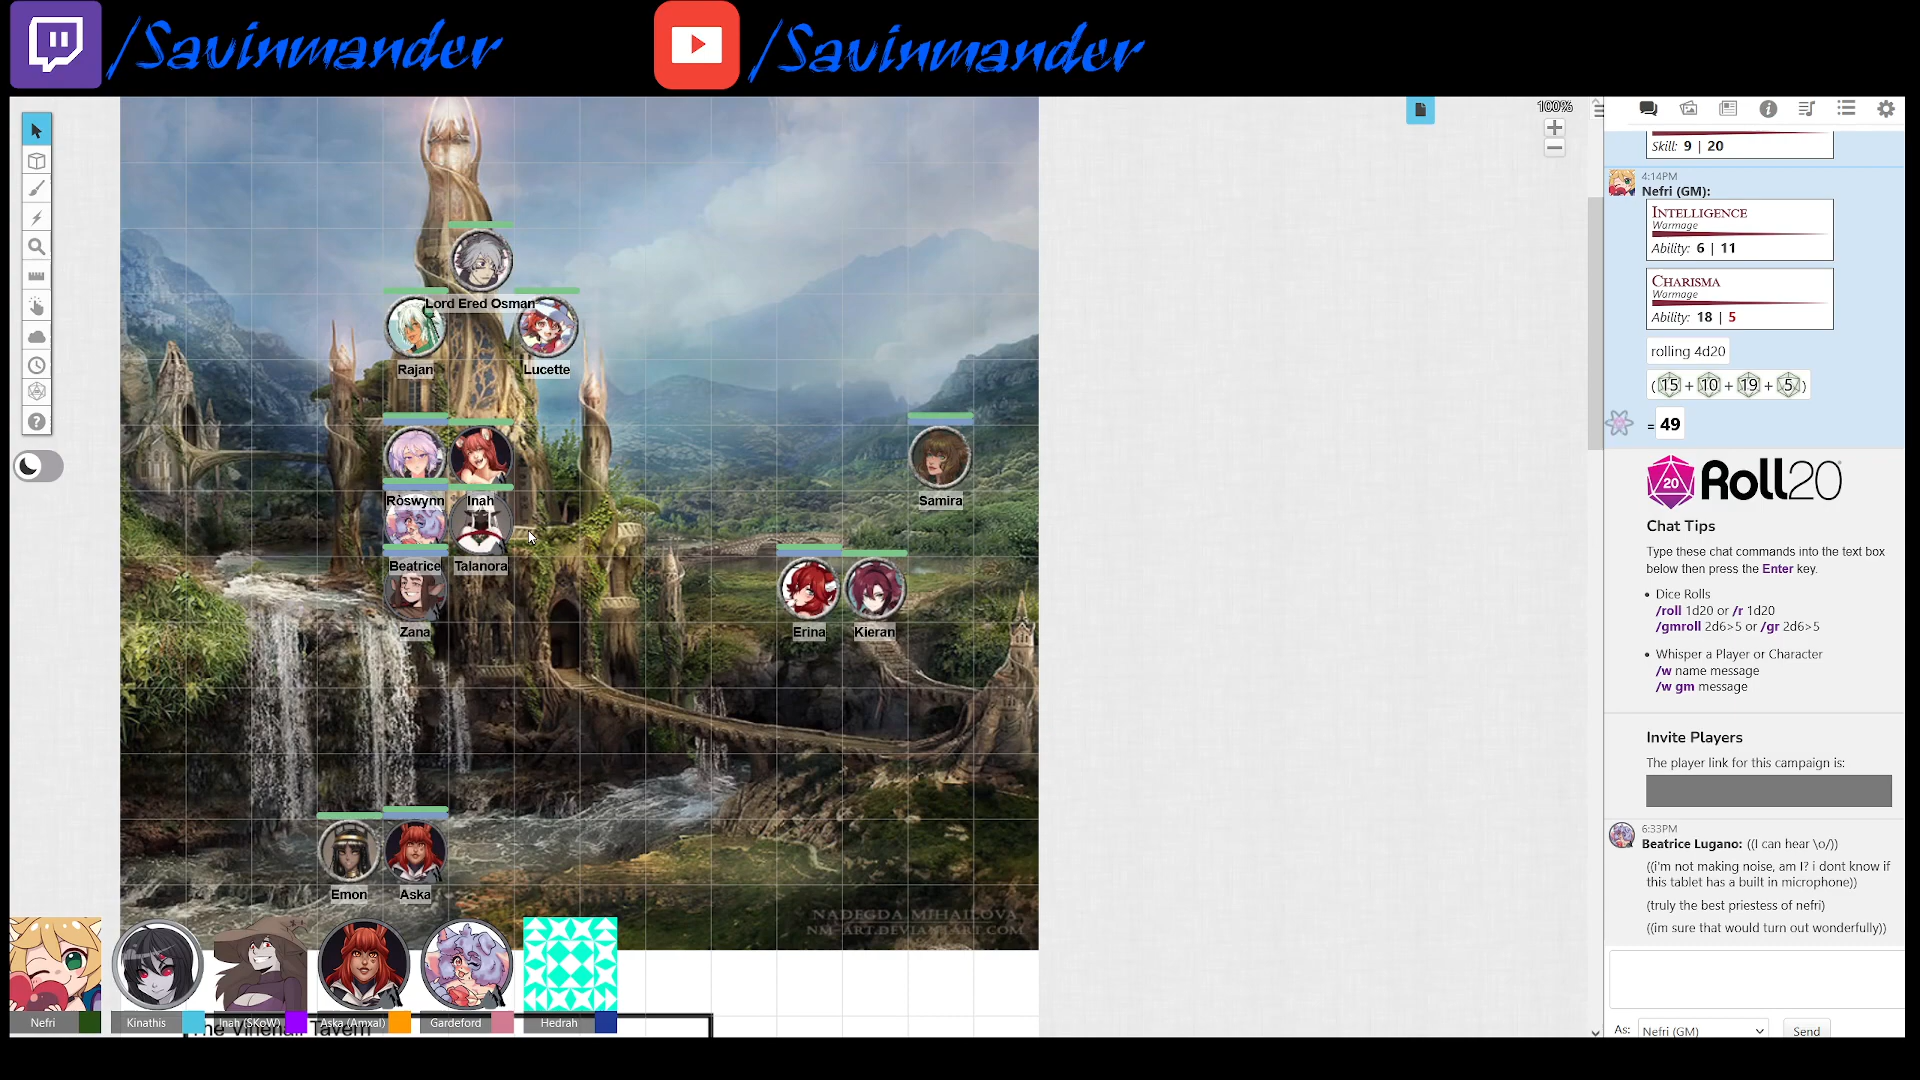 /Savinmander
/Savinmander
100%
Skill: 9 | 20
4:14PM
Nefri (GM):
INTELLIGENCE
Warmage
Ability: 6 | 11
CHARISMA
Warmage
Ability: 18 | 5
rolling 4d20
(15 + 10 + 19 + 5)
= 49
20 Roll20
Chat Tips
Type these chat commands into the text box
below then press the Enter key.
• Dice Rolls
/roll 1d20 or /r 1d20
/gmroll 2d6>5 or /gr 2d6>5
• Whisper a Player or Character
/w name message
/w gm message
Invite Players
The player link for this campaign is:
6:33PM
Beatrice Lugano: ((I can hear \o/))
((i'm not making noise, am I? i dont know if
this tablet has a built in microphone))
(truly the best priestess of nefri)
((im sure that would turn out wonderfully))
As: Nefri (GM) Send
Lord Ered Osman
Rajan
Lucette
Ròswynn
Inah
Samira
Beatrice
Talanora
Zana
Erina
Kieran
Emon
Aska
NADEGDA MIHAILOVA
NM-ART.DEVIANTART.COM
Nefri
Kinathis
Inah (SKoW)
Aska (Amxal)
Gardeford
Hedrah
Tavern